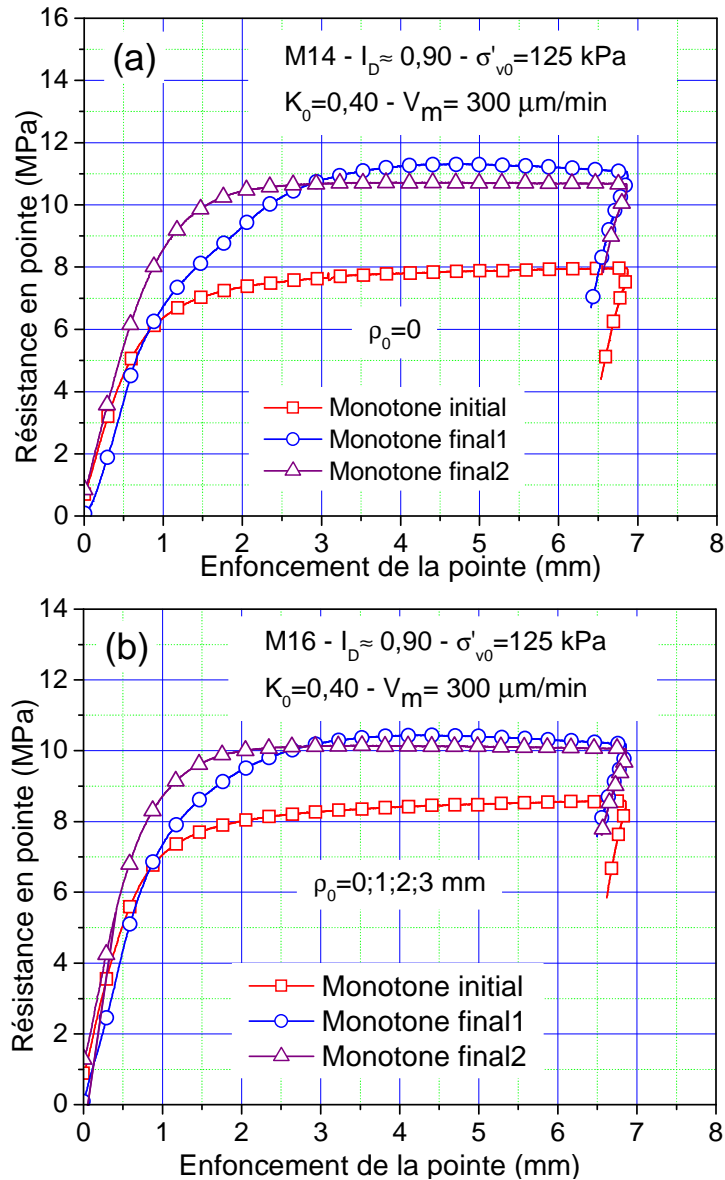 16
14
12
10
8
6
4
2
0
Résistance en pointe (MPa)
(a)
M14 - I_D≈ 0,90 - σ'_v0=125 kPa
K_0=0,40 - V_m= 300 μm/min
ρ_0=0
Monotone initial
Monotone final1
Monotone final2
0 1 2 3 4 5 6 7 8
Enfoncement de la pointe (mm)
14
12
10
8
6
4
2
0
Résistance en pointe (MPa)
(b)
M16 - I_D≈ 0,90 - σ'_v0=125 kPa
K_0=0,40 - V_m= 300 μm/min
ρ_0=0;1;2;3 mm
Monotone initial
Monotone final1
Monotone final2
0 1 2 3 4 5 6 7 8
Enfoncement de la pointe (mm)